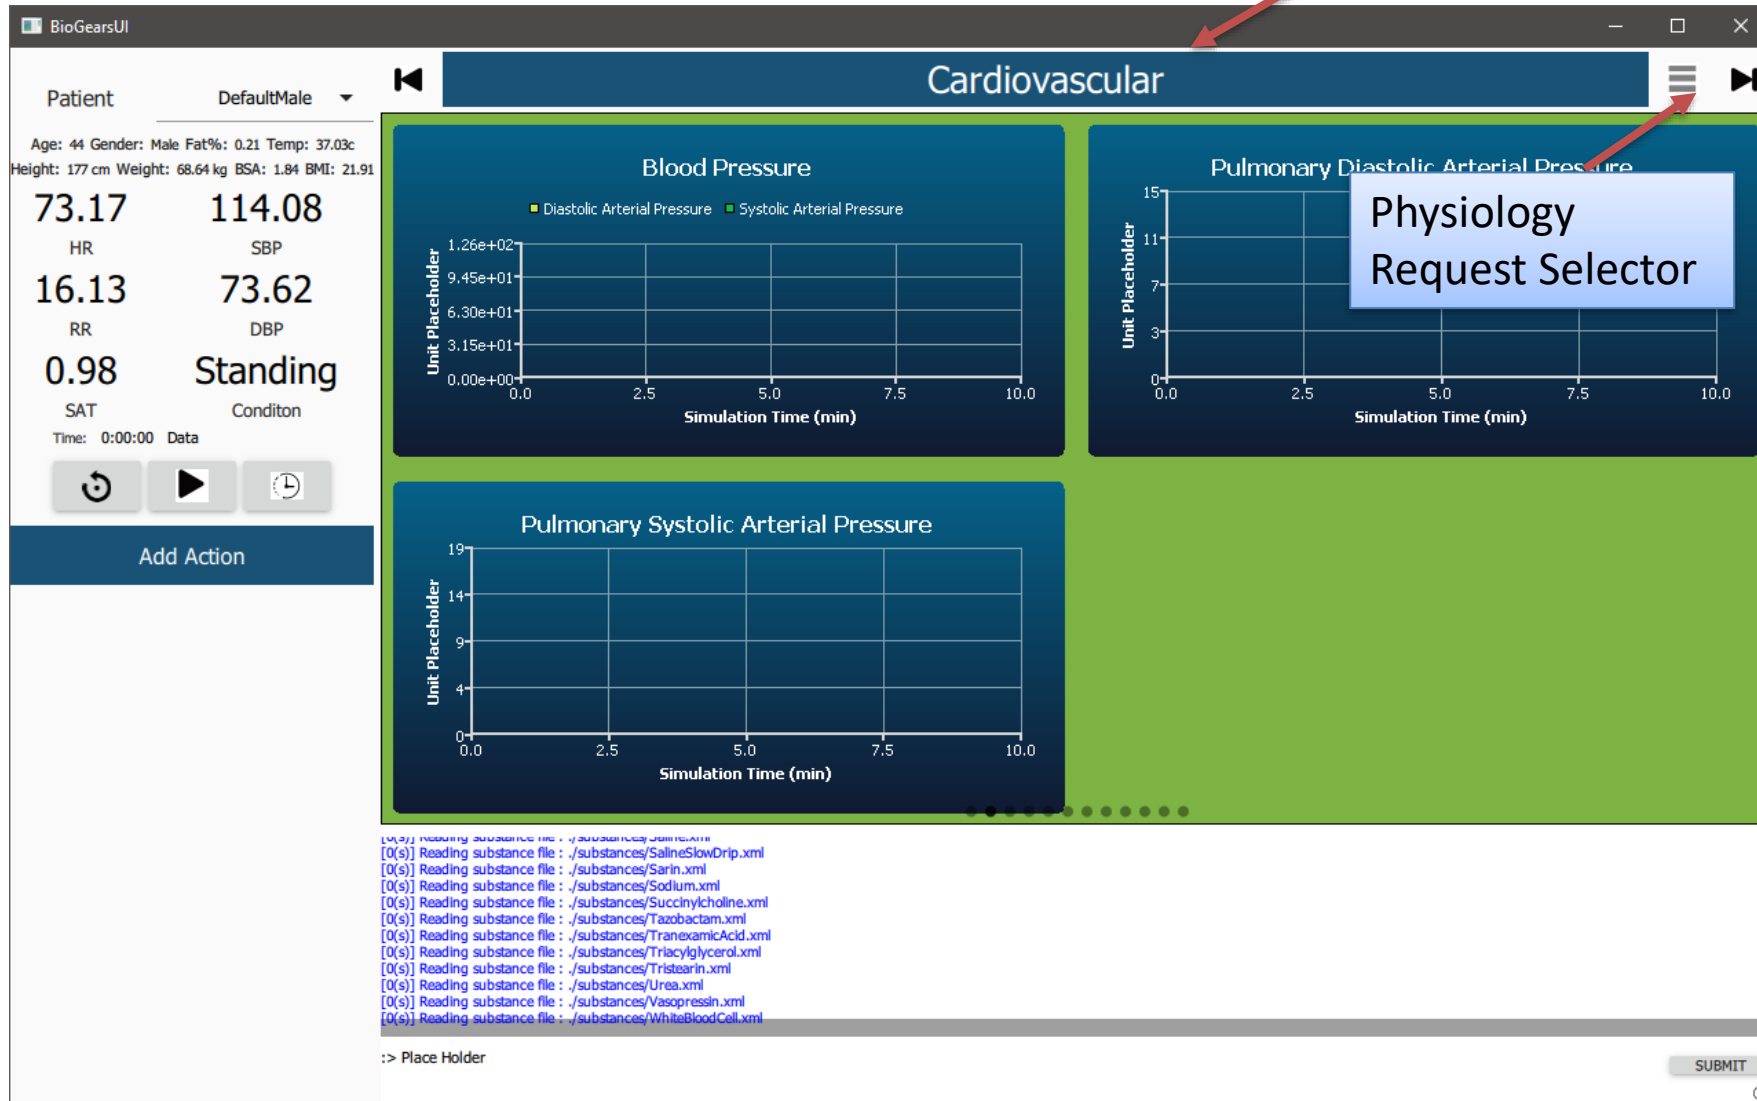 BioGearsUI
Patient DefaultMale
Age: 44 Gender: Male Fat%: 0.21 Temp: 37.03c
Height: 177 cm Weight: 68.64 kg BSA: 1.84 BMI: 21.91
73.17 114.08
HR SBP
16.13 73.62
RR DBP
0.98 Standing
SAT Conditon
Time: 0:00:00 Data
Add Action
Cardiovascular
Blood Pressure
Diastolic Arterial Pressure Systolic Arterial Pressure
Unit Placeholder
1.26e+02
9.45e+01
6.30e+01
3.15e+01
0.00e+00
0.0 2.5 5.0 7.5 10.0
Simulation Time (min)
Pulmonary Diastolic Arterial Pressure
Unit Placeholder
15
11
7
3
0
0.0 2.5 5.0 7.5 10.0
Simulation Time (min)
Physiology
Request Selector
Pulmonary Systolic Arterial Pressure
Unit Placeholder
19
14
9
4
0
0.0 2.5 5.0 7.5 10.0
Simulation Time (min)
[0(s)] Reading substance file : ./substances/Saline.xml
[0(s)] Reading substance file : ./substances/SalineSlowDrip.xml
[0(s)] Reading substance file : ./substances/Sarin.xml
[0(s)] Reading substance file : ./substances/Sodium.xml
[0(s)] Reading substance file : ./substances/Succinylcholine.xml
[0(s)] Reading substance file : ./substances/Tazobactam.xml
[0(s)] Reading substance file : ./substances/TranexamicAcid.xml
[0(s)] Reading substance file : ./substances/Triacylglycerol.xml
[0(s)] Reading substance file : ./substances/Tristearin.xml
[0(s)] Reading substance file : ./substances/Urea.xml
[0(s)] Reading substance file : ./substances/Vasopressin.xml
[0(s)] Reading substance file : ./substances/WhiteBloodCell.xml
:> Place Holder
SUBMIT